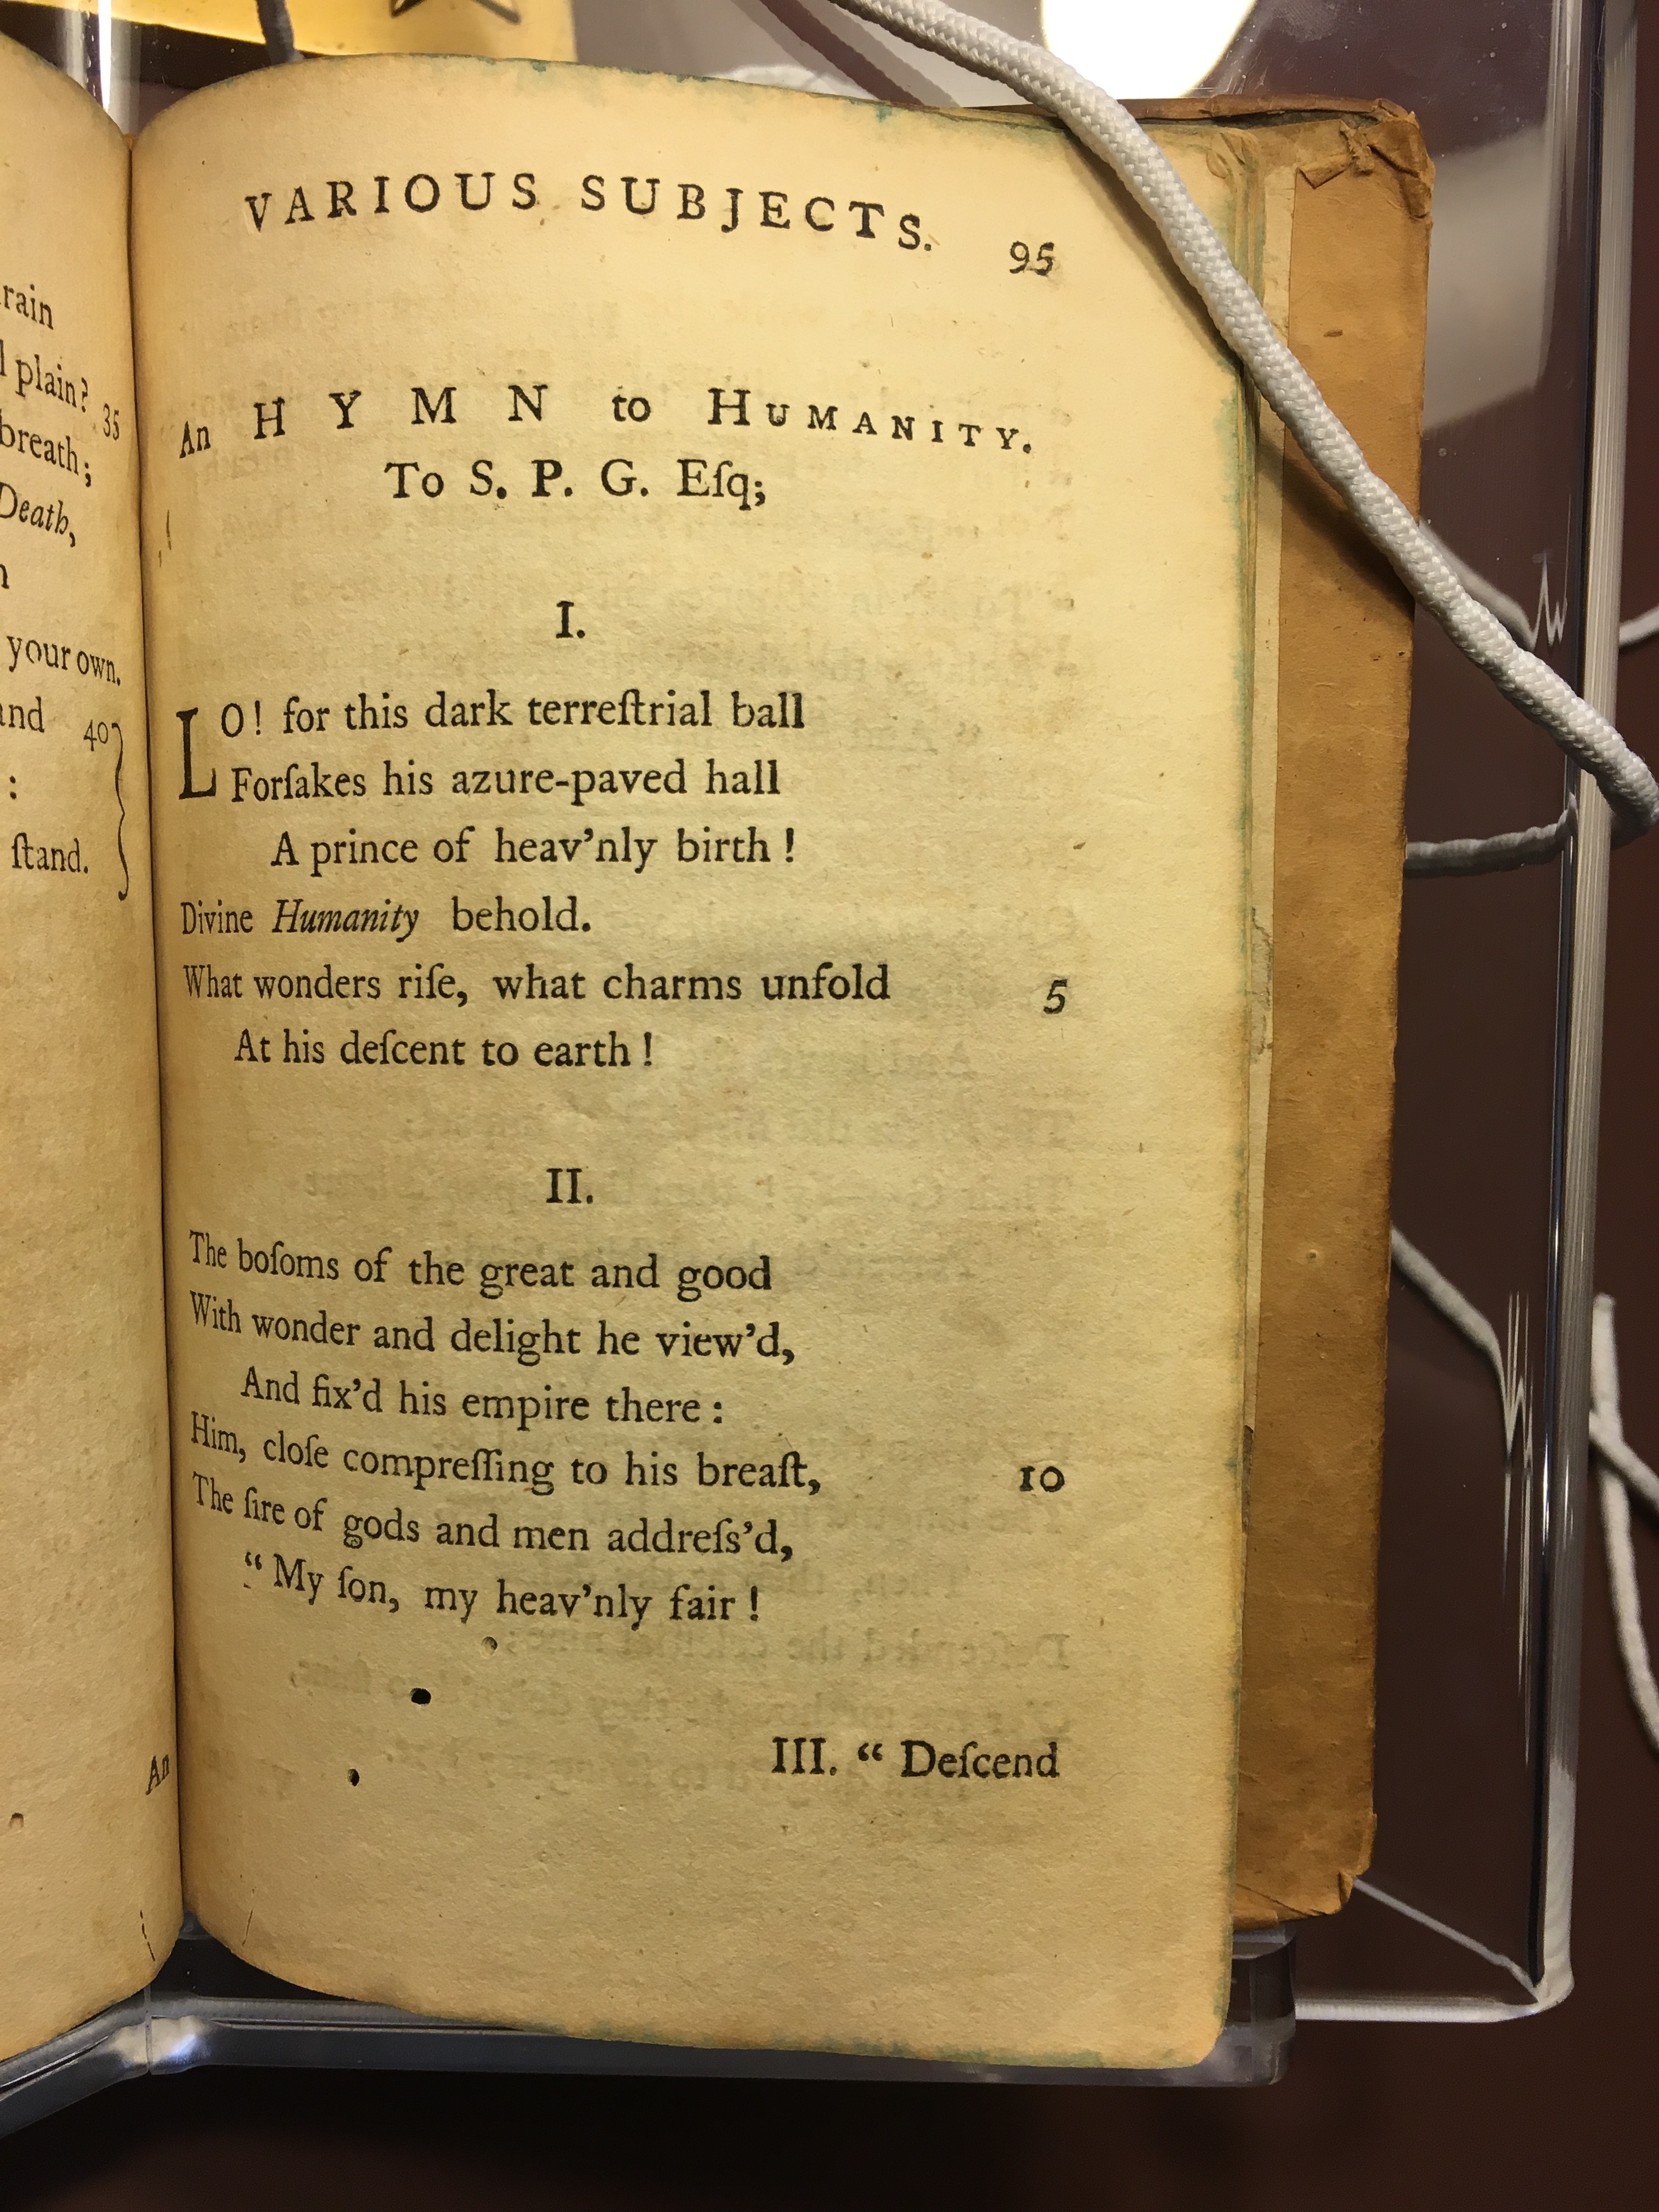 rain
plain?
35
breath;
Death,
your own.
and 40
:
ſtand.
An
VARIOUS SUBJECTS. 95
An HYMN to HUMANITY.
To S. P. G. Eſq;
I.
LO! for this dark terreſtrial ball
Forſakes his azure-paved hall
A prince of heav'nly birth!
Divine Humanity behold.
What wonders riſe, what charms unfold 5
At his deſcent to earth!
II.
The boſoms of the great and good
With wonder and delight he view'd,
And fix'd his empire there:
Him, cloſe compreſſing to his breaſt, 10
The ſire of gods and men addreſs'd,
“ My ſon, my heav'nly fair!
III. “ Deſcend